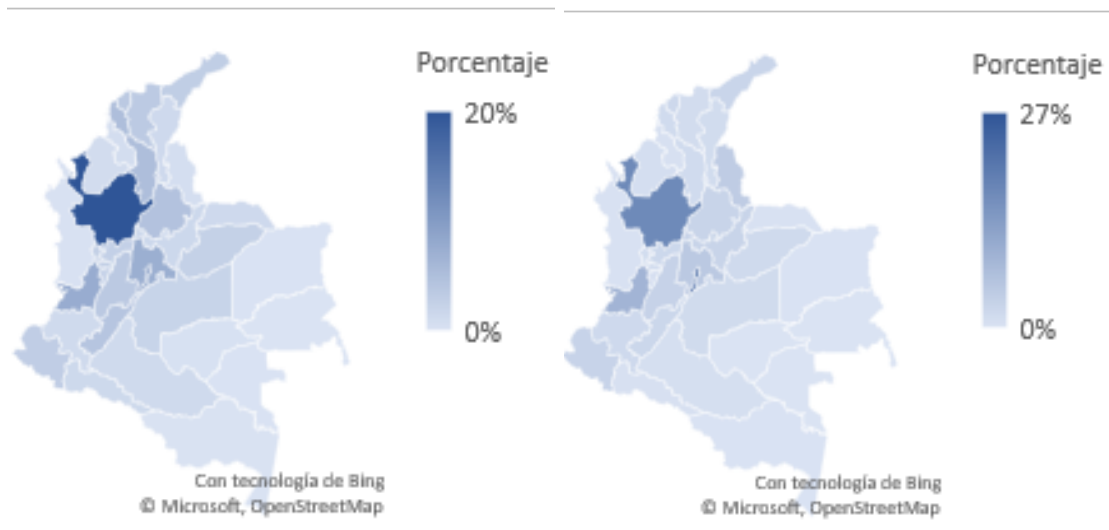 Porcentaje
20%
0%
Con tecnología de Bing
© Microsoft, OpenStreetMap
Porcentaje
27%
0%
Con tecnología de Bing
© Microsoft, OpenStreetMap